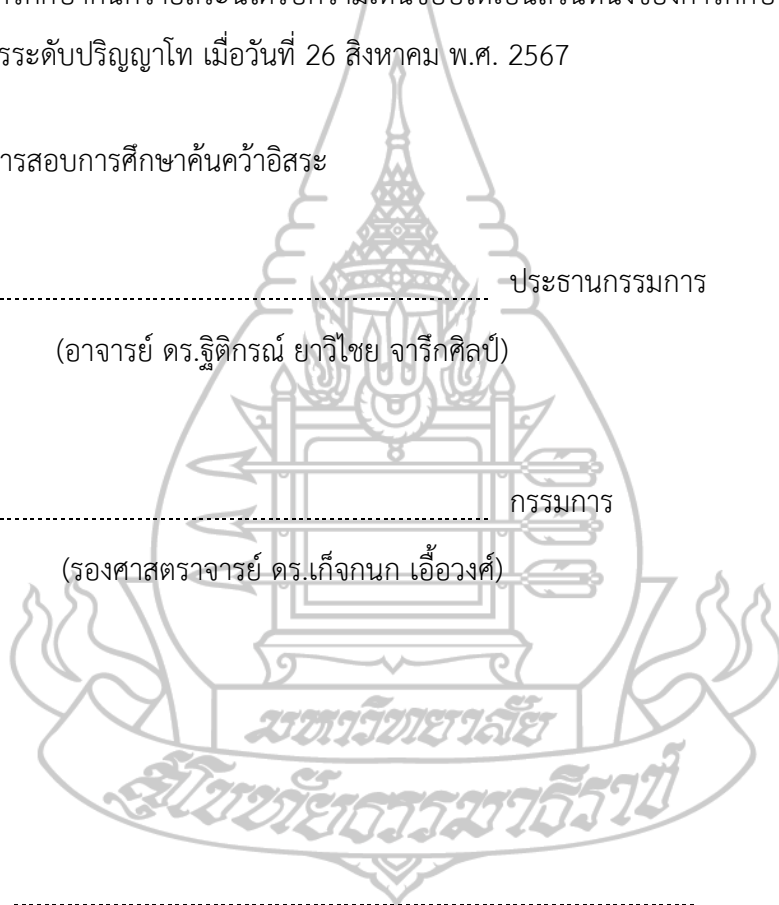 รระดับปริญญาโท เมื่อวันที่ 26 สิงหาคม พ.ศ. 2567
ารสอบการศึกษาค้นคว้าอิสระ
ประธานกรรมการ
(อาจารย์ ดร.ฐิติกรณ์ ยาวิไชย จารึกศิลป์)
กรรมการ
(รองศาสตราจารย์ ดร.เก็จกนก เอื้อวงศ์)
มหาวิทยาลัย
สุโขทัยธรรมาธิราช